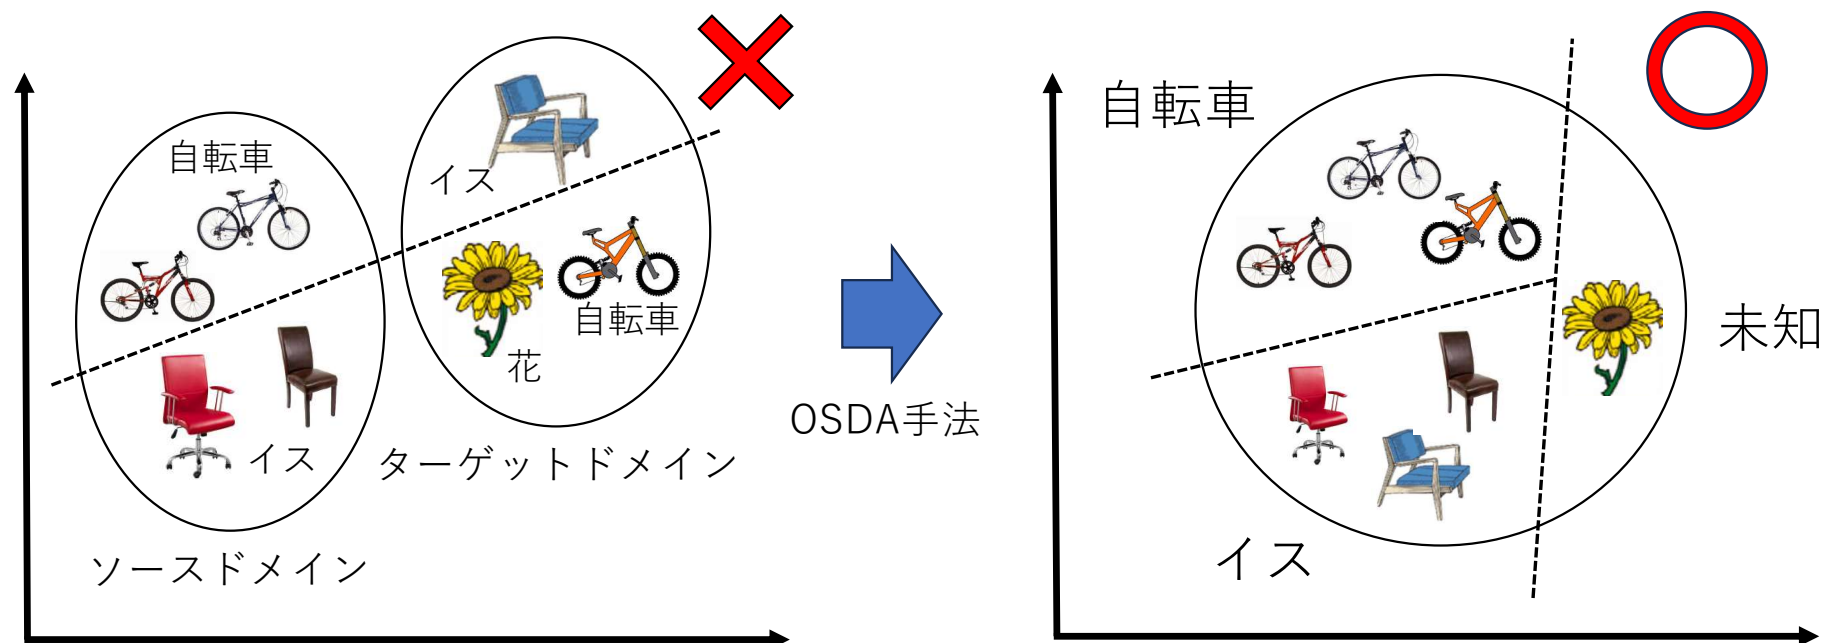 自転車
イス
イス
花
自転車
ターゲットドメイン
ソースドメイン
OSDA手法
自転車
未知
イス